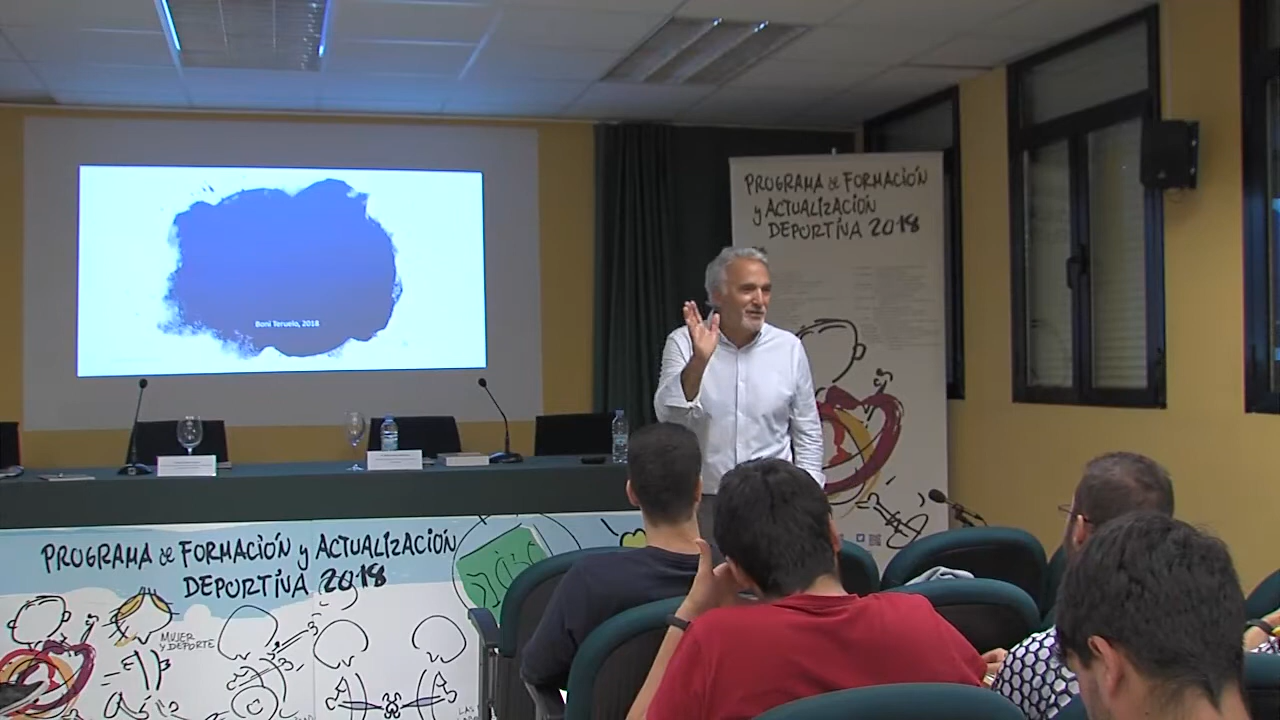 Boni Teruelo, 2018
PROGRAMA de FORMACIÓN
y ACTUALIZACIÓN
DEPORTIVA 2018
PROGRAMA de FORMACIÓN y ACTUALIZACIÓN
DEPORTIVA 2018
MUJER
y DEPORTE